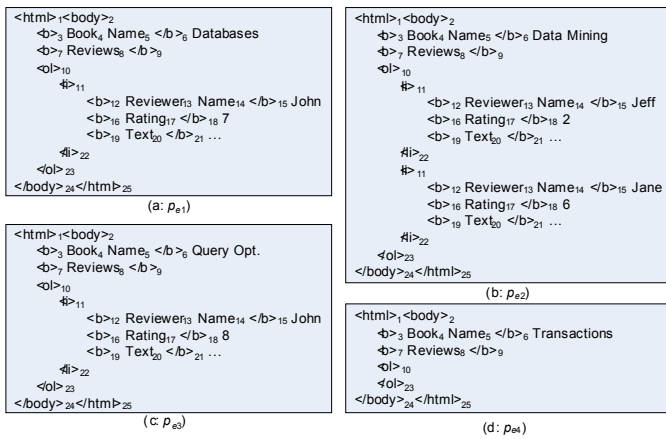 <html>₁<body>₂
<b>₃ Book₄ Name₅ </b>₆ Databases
<b>₇ Reviews₈ </b>₉
<ol>₁₀
<li>₁₁
<b>₁₂ Reviewer₁₃ Name₁₄ </b>₁₅ John
<b>₁₆ Rating₁₇ </b>₁₈ 7
<b>₁₉ Text₂₀ </b>₂₁ …
</li>₂₂
</ol>₂₃
</body>₂₄</html>₂₅
(a: pₑ₁)
<html>₁<body>₂
<b>₃ Book₄ Name₅ </b>₆ Data Mining
<b>₇ Reviews₈ </b>₉
<ol>₁₀
<li>₁₁
<b>₁₂ Reviewer₁₃ Name₁₄ </b>₁₅ Jeff
<b>₁₆ Rating₁₇ </b>₁₈ 2
<b>₁₉ Text₂₀ </b>₂₁ …
</li>₂₂
<li>₁₁
<b>₁₂ Reviewer₁₃ Name₁₄ </b>₁₅ Jane
<b>₁₆ Rating₁₇ </b>₁₈ 6
<b>₁₉ Text₂₀ </b>₂₁ …
</li>₂₂
</ol>₂₃
</body>₂₄</html>₂₅
(b: pₑ₂)
<html>₁<body>₂
<b>₃ Book₄ Name₅ </b>₆ Query Opt.
<b>₇ Reviews₈ </b>₉
<ol>₁₀
<li>₁₁
<b>₁₂ Reviewer₁₃ Name₁₄ </b>₁₅ John
<b>₁₆ Rating₁₇ </b>₁₈ 8
<b>₁₉ Text₂₀ </b>₂₁ …
</li>₂₂
</ol>₂₃
</body>₂₄</html>₂₅
(c: pₑ₃)
<html>₁<body>₂
<b>₃ Book₄ Name₅ </b>₆ Transactions
<b>₇ Reviews₈ </b>₉
<ol>₁₀
</ol>₂₃
</body>₂₄</html>₂₅
(d: pₑ₄)